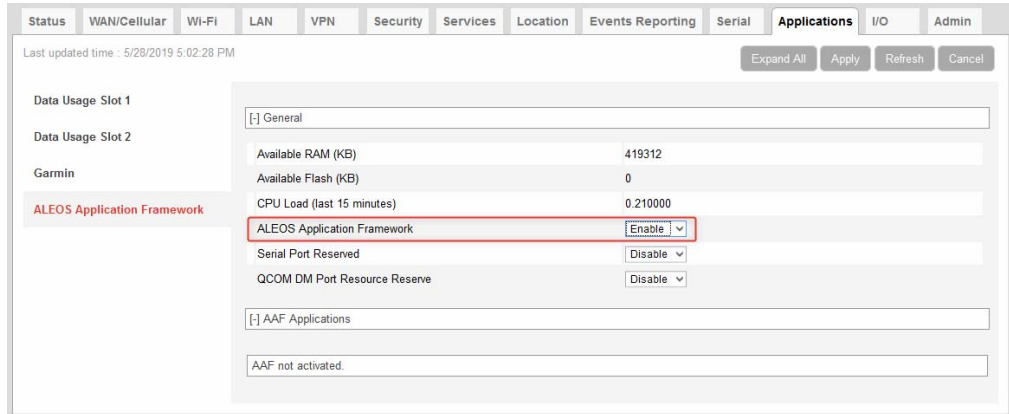 Status WAN/Cellular Wi-Fi LAN VPN Security Services Location Events Reporting Serial Applications I/O Admin
Last updated time : 5/28/2019 5:02:28 PM
Expand All Apply Refresh Cancel
Data Usage Slot 1
Data Usage Slot 2
Garmin
ALEOS Application Framework
[-] General
Available RAM (KB) 419312
Available Flash (KB) 0
CPU Load (last 15 minutes) 0.210000
ALEOS Application Framework Enable
Serial Port Reserved Disable
QCOM DM Port Resource Reserve Disable
[-] AAF Applications
AAF not activated.